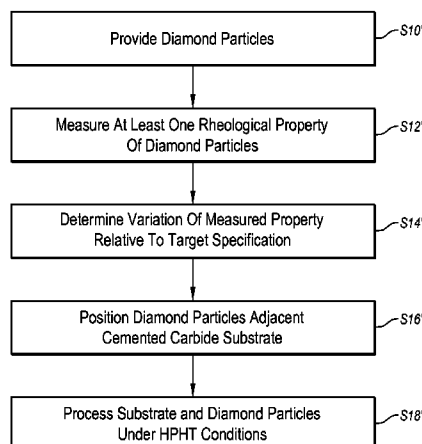 Provide Diamond Particles
S10'
Measure At Least One Rheological Property
Of Diamond Particles
S12'
Determine Variation Of Measured Property
Relative To Target Specification
S14'
Position Diamond Particles Adjacent
Cemented Carbide Substrate
S16'
Process Substrate and Diamond Particles
Under HPHT Conditions
S18'